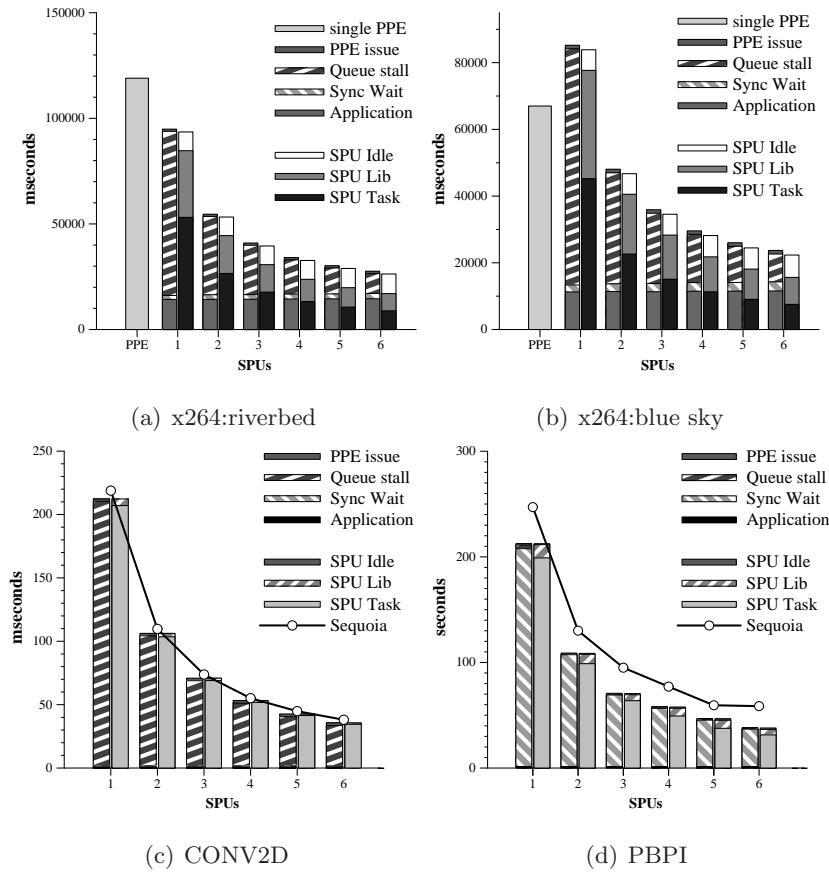 150000
100000
50000
0
mseconds
single PPE
PPE issue
Queue stall
Sync Wait
Application
SPU Idle
SPU Lib
SPU Task
PPE 1 2 3 4 5 6
SPUs
(a) x264:riverbed
80000
60000
40000
20000
0
mseconds
single PPE
PPE issue
Queue stall
Sync Wait
Application
SPU Idle
SPU Lib
SPU Task
PPE 1 2 3 4 5 6
SPUs
(b) x264:blue sky
250
200
150
100
50
0
mseconds
PPE issue
Queue stall
Sync Wait
Application
SPU Idle
SPU Lib
SPU Task
Sequoia
1 2 3 4 5 6
SPUs
(c) CONV2D
300
200
100
0
seconds
PPE issue
Queue stall
Sync Wait
Application
SPU Idle
SPU Lib
SPU Task
Sequoia
1 2 3 4 5 6
SPUs
(d) PBPI